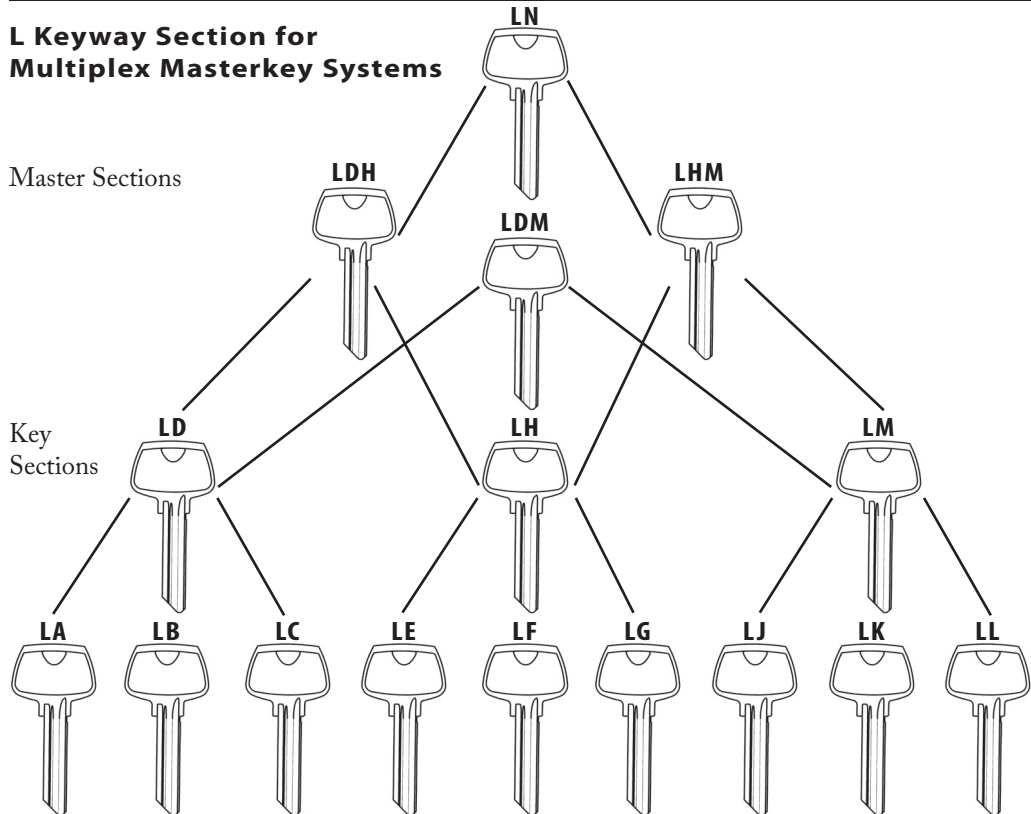 LN
L Keyway Section for
Multiplex Masterkey Systems
Master Sections
LDH
LHM
LDM
Key
Sections
LD
LH
LM
LA LB LC LE LF LG LJ LK LL